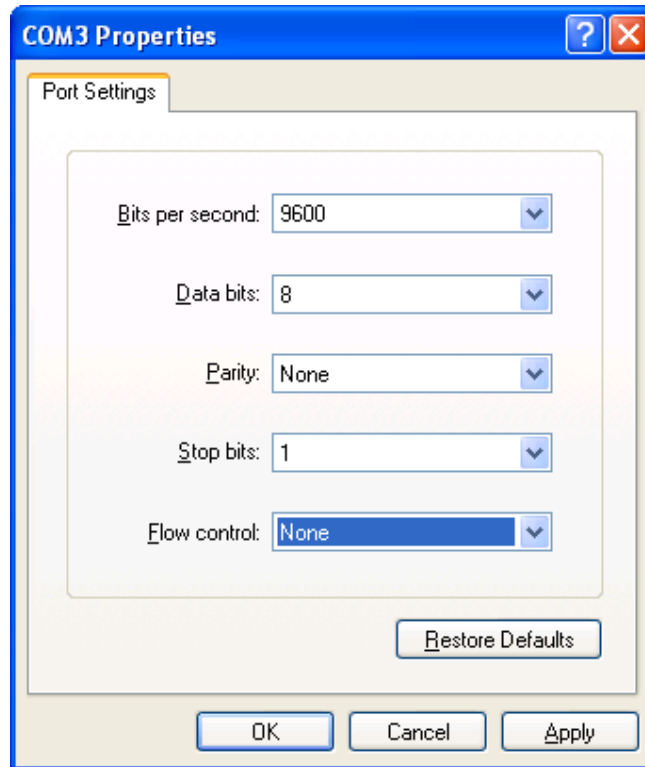 COM3 Properties
Port Settings
Bits per second: 9600
Data bits: 8
Parity: None
Stop bits: 1
Flow control: None
Restore Defaults
OK Cancel Apply